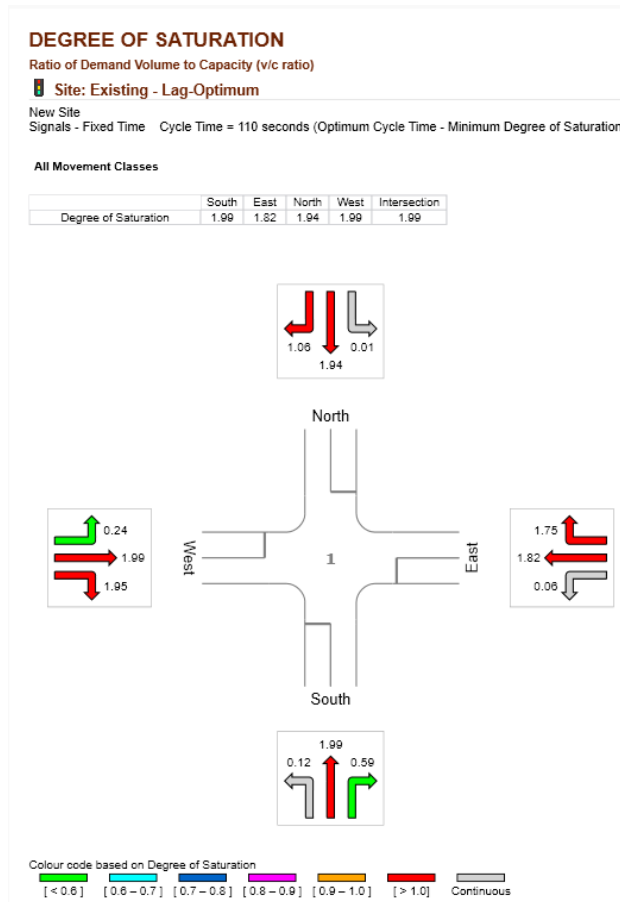 DEGREE OF SATURATION
Ratio of Demand Volume to Capacity (v/c ratio)
Site: Existing - Lag-Optimum
New Site
Signals - Fixed Time Cycle Time = 110 seconds (Optimum Cycle Time - Minimum Degree of Saturation
All Movement Classes
South East North West Intersection
Degree of Saturation 1.99 1.82 1.94 1.99 1.99
1.06 0.01
1.94
North
0.24
1.99
1.95
West
1
East
1.75
1.82
0.06
South
1.99
0.12 0.59
Colour code based on Degree of Saturation
[ < 0.6 ] [ 0.6 – 0.7 ] [ 0.7 – 0.8 ] [ 0.8 – 0.9 ] [ 0.9 – 1.0 ] [ > 1.0 ] Continuous